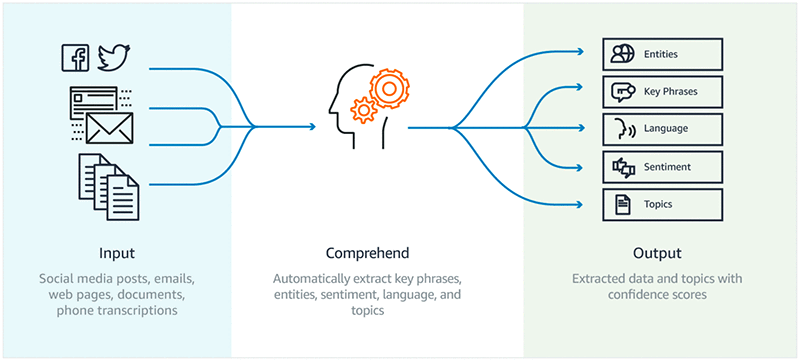 Entities
Key Phrases
Language
Sentiment
Topics
Input
Social media posts, emails,
web pages, documents,
phone transcriptions
Comprehend
Automatically extract key phrases,
entities, sentiment, language, and
topics
Output
Extracted data and topics with
confidence scores